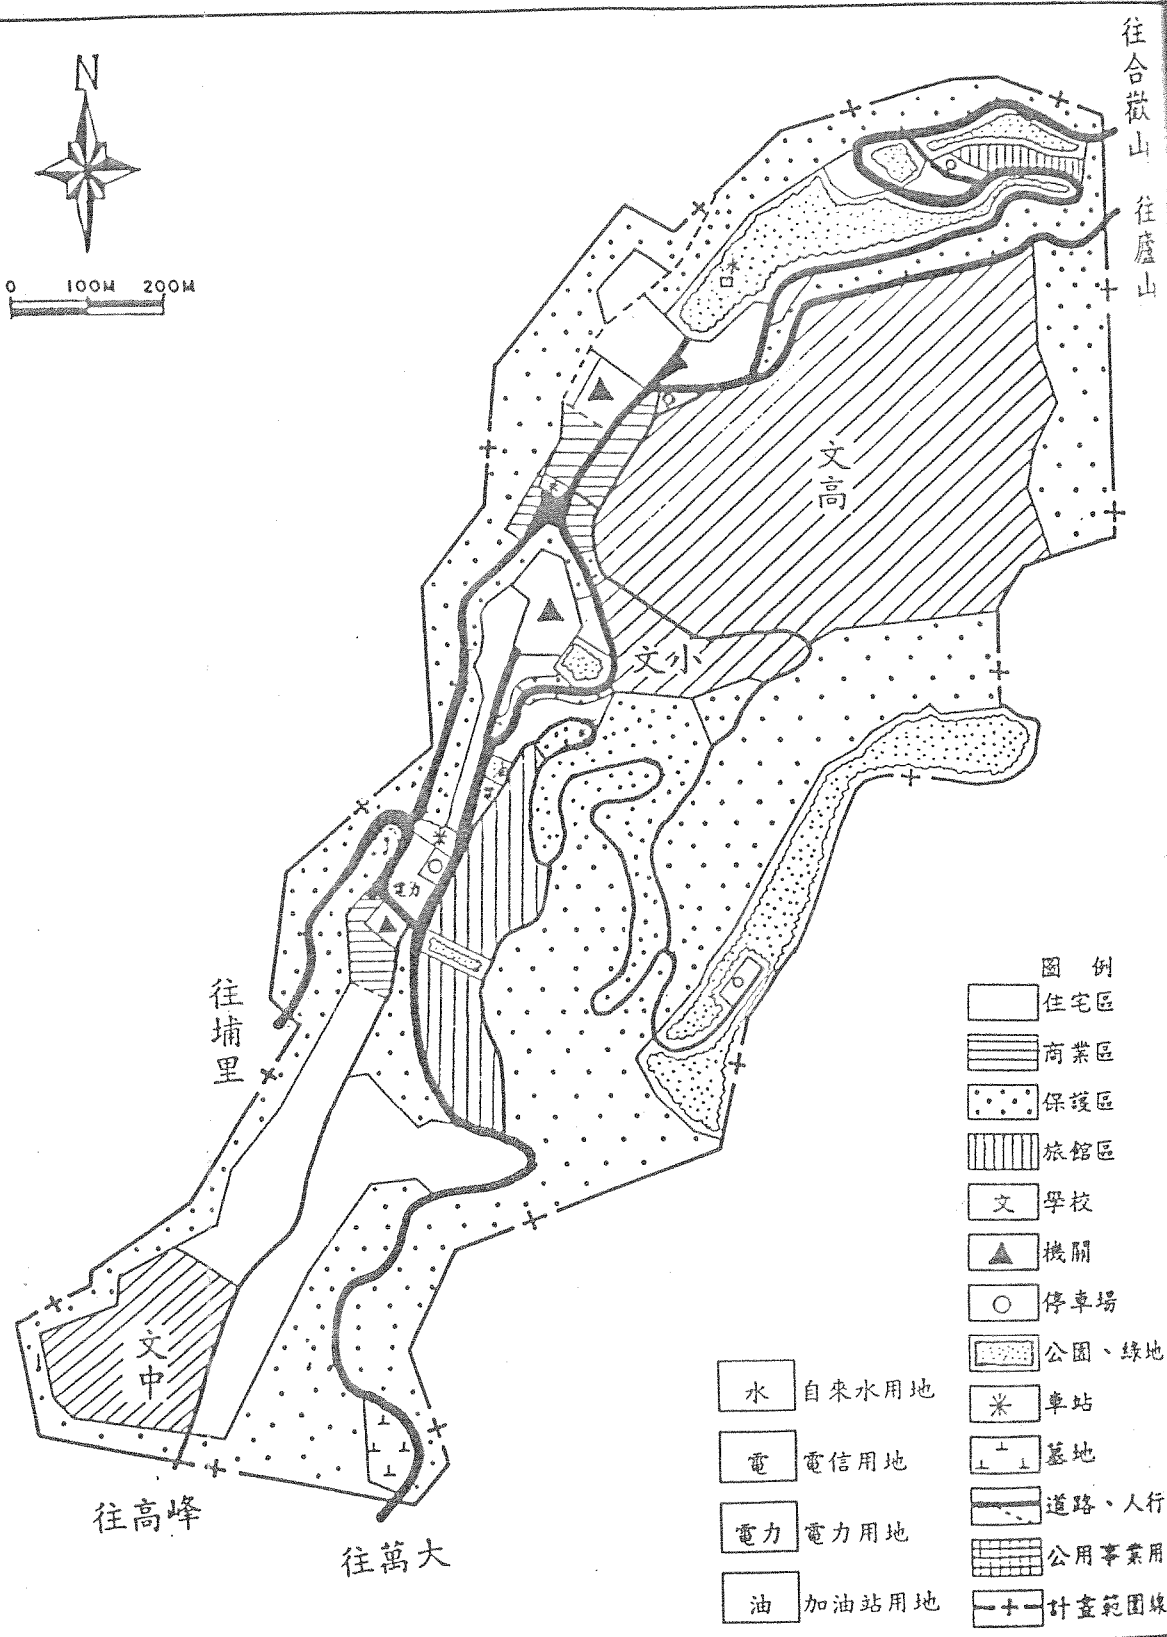 往合歡山
往廬山
N
0 100M 200M
水
文高
文小
電力
往埔里
文中
往高峰
往萬大
圖例
住宅區
商業區
保護區
旅館區
文 學校
機關
停車場
公園、綠地
車站
墓地
道路、人行
公用事業用
計畫範圍線
水 自來水用地
電 電信用地
電力 電力用地
油 加油站用地